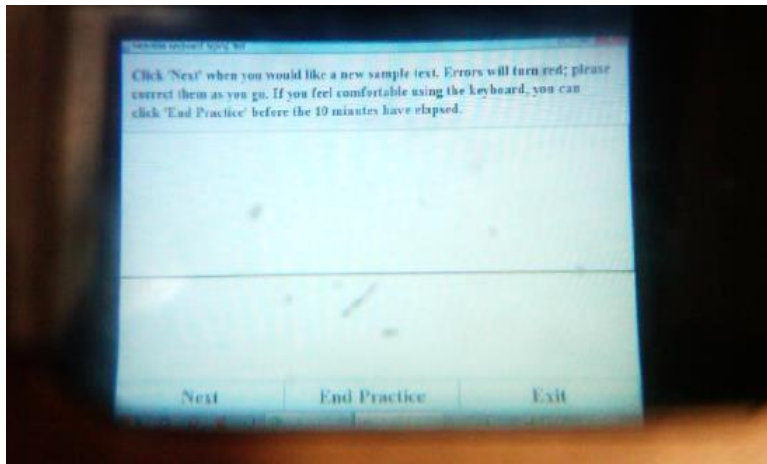 Click 'Next' when you would like a new sample text. Errors will turn red; please
correct them as you go. If you feel comfortable using the keyboard, you can
click 'End Practice' before the 10 minutes have elapsed.
Next End Practice Exit